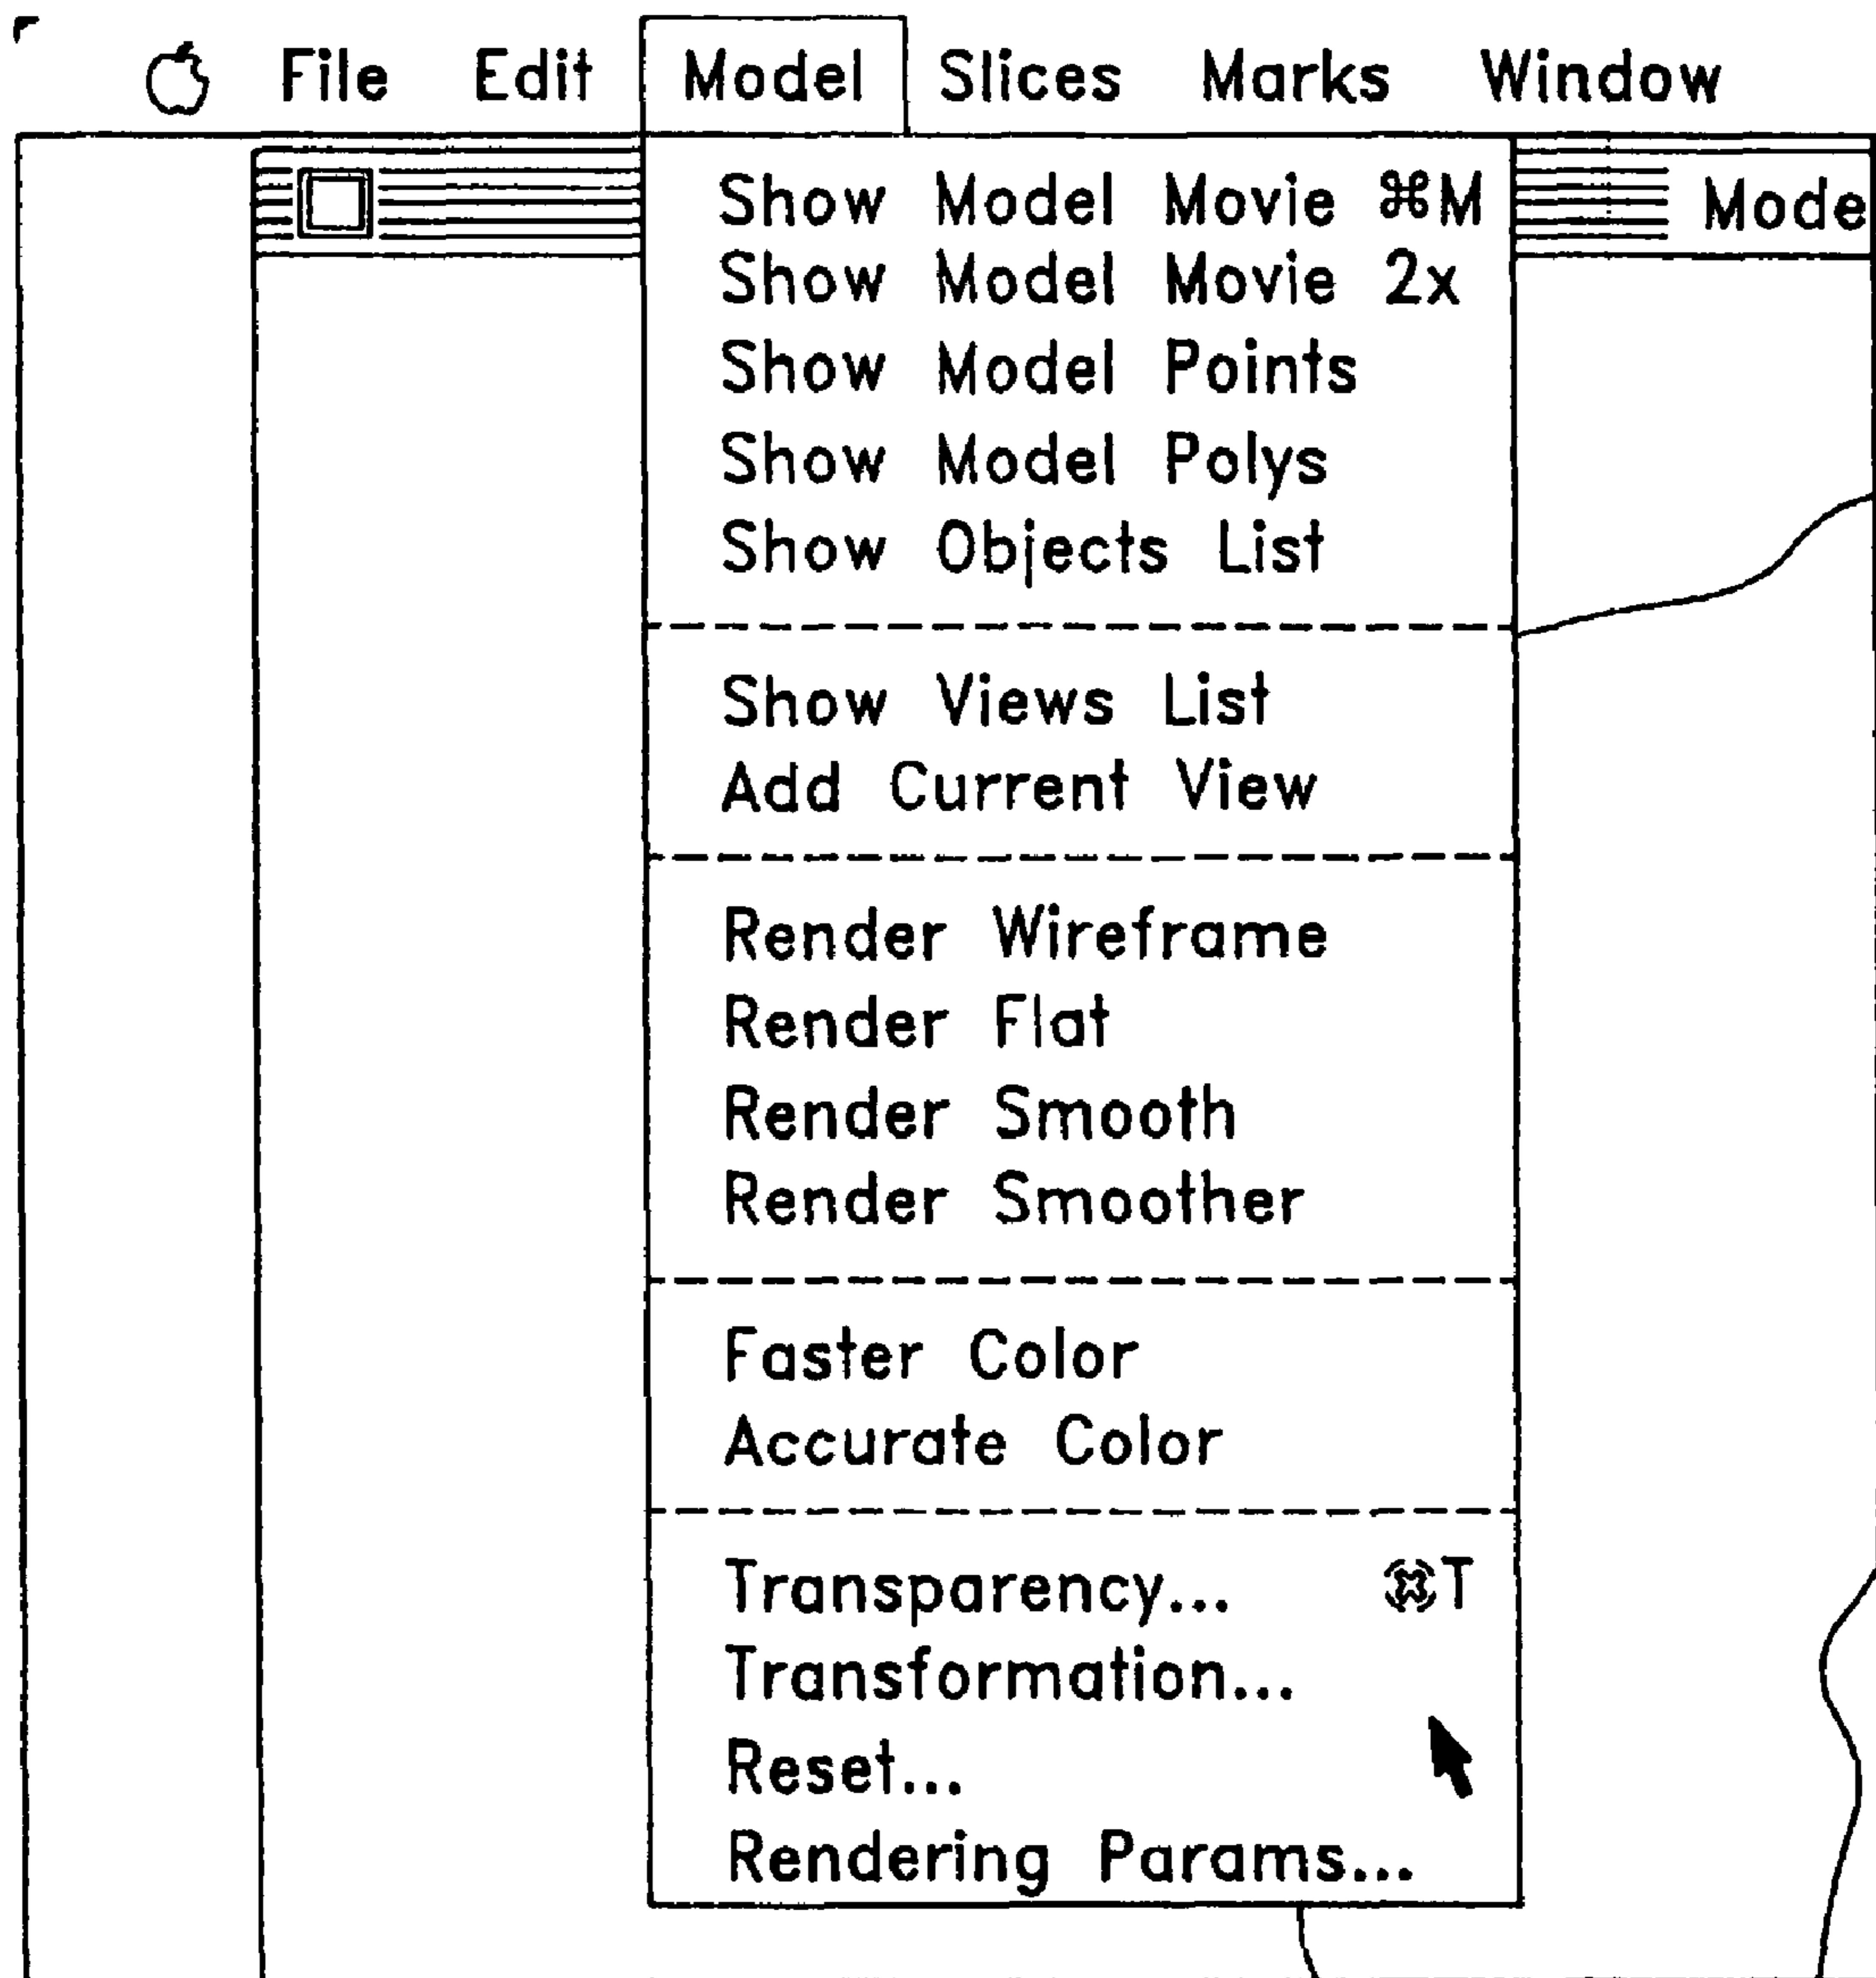 File Edit Model Slices Marks Window
Mode
Show Model Movie ⌘M
Show Model Movie 2x
Show Model Points
Show Model Polys
Show Objects List
Show Views List
Add Current View
Render Wireframe
Render Flat
Render Smooth
Render Smoother
Faster Color
Accurate Color
Transparency... ⌘T
Transformation...
Reset...
Rendering Params...